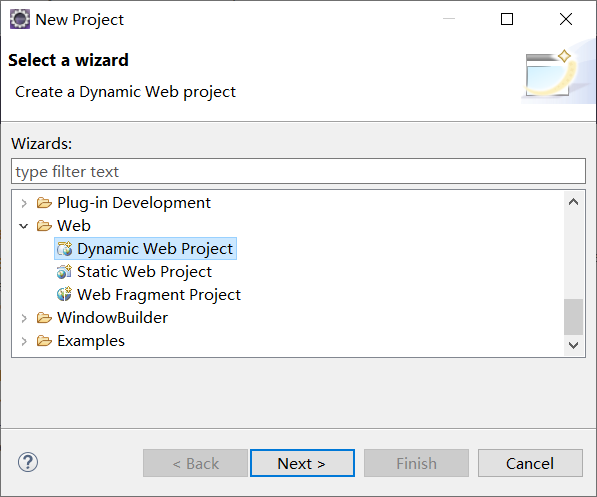 New Project
Select a wizard
Create a Dynamic Web project
Wizards:
type filter text
Plug-in Development
Web
Dynamic Web Project
Static Web Project
Web Fragment Project
WindowBuilder
Examples
?
< Back
Next >
Finish
Cancel